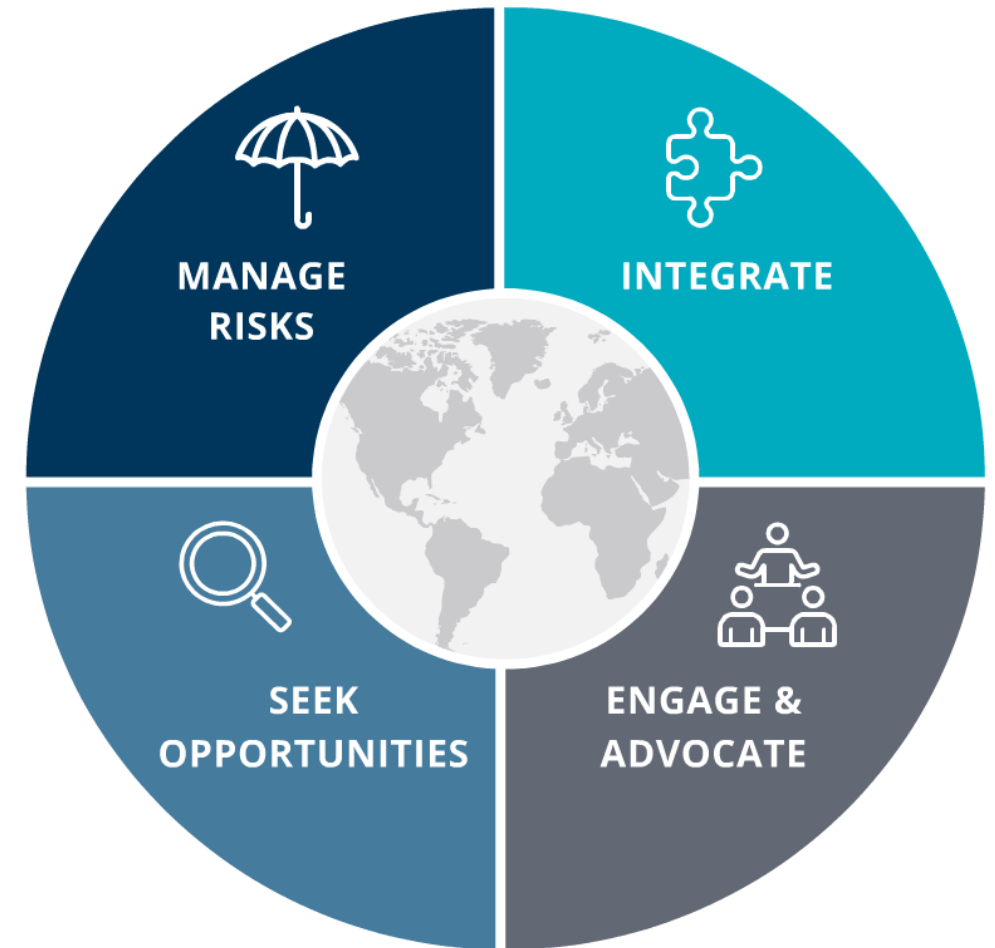 MANAGE
RISKS
INTEGRATE
SEEK
OPPORTUNITIES
ENGAGE &
ADVOCATE